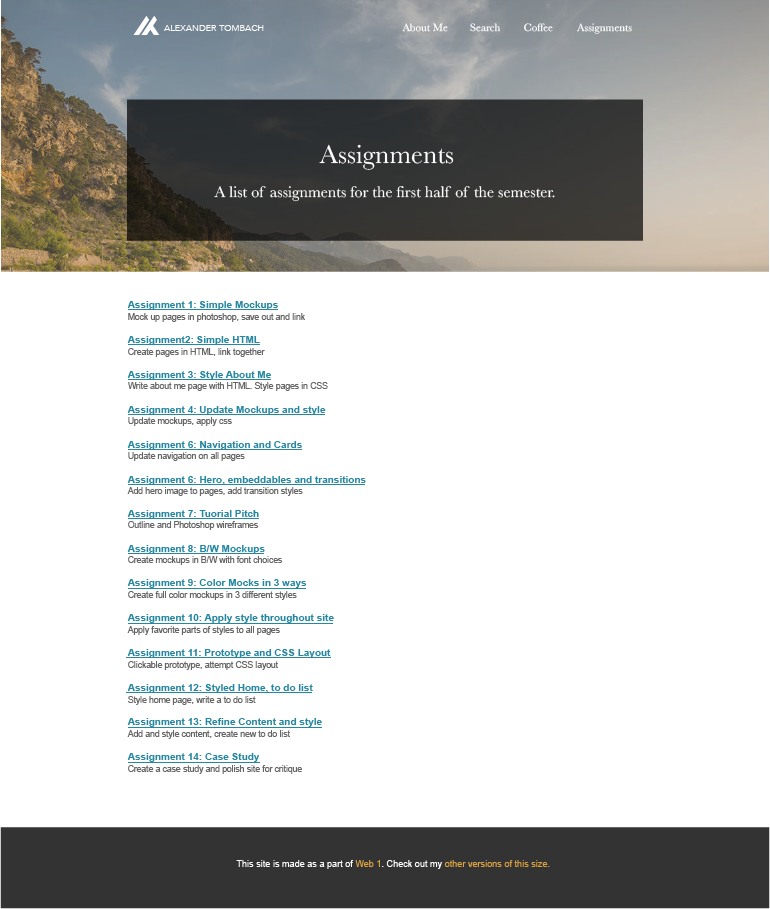 ALEXANDER TOMBACH About Me Search Coffee Assignments
Assignments
A list of assignments for the first half of the semester.
Assignment 1: Simple Mockups
Mock up pages in photoshop, save out and link
Assignment2: Simple HTML
Create pages in HTML, link together
Assignment 3: Style About Me
Write about me page with HTML. Style pages in CSS
Assignment 4: Update Mockups and style
Update mockups, apply css
Assignment 6: Navigation and Cards
Update navigation on all pages
Assignment 6: Hero, embeddables and transitions
Add hero image to pages, add transition styles
Assignment 7: Tuorial Pitch
Outline and Photoshop wireframes
Assignment 8: B/W Mockups
Create mockups in B/W with font choices
Assignment 9: Color Mocks in 3 ways
Create full color mockups in 3 different styles
Assignment 10: Apply style throughout site
Apply favorite parts of styles to all pages
Assignment 11: Prototype and CSS Layout
Clickable prototype, attempt CSS layout
Assignment 12: Styled Home, to do list
Style home page, write a to do list
Assignment 13: Refine Content and style
Add and style content, create new to do list
Assignment 14: Case Study
Create a case study and polish site for critique
This site is made as a part of Web 1. Check out my other versions of this size.